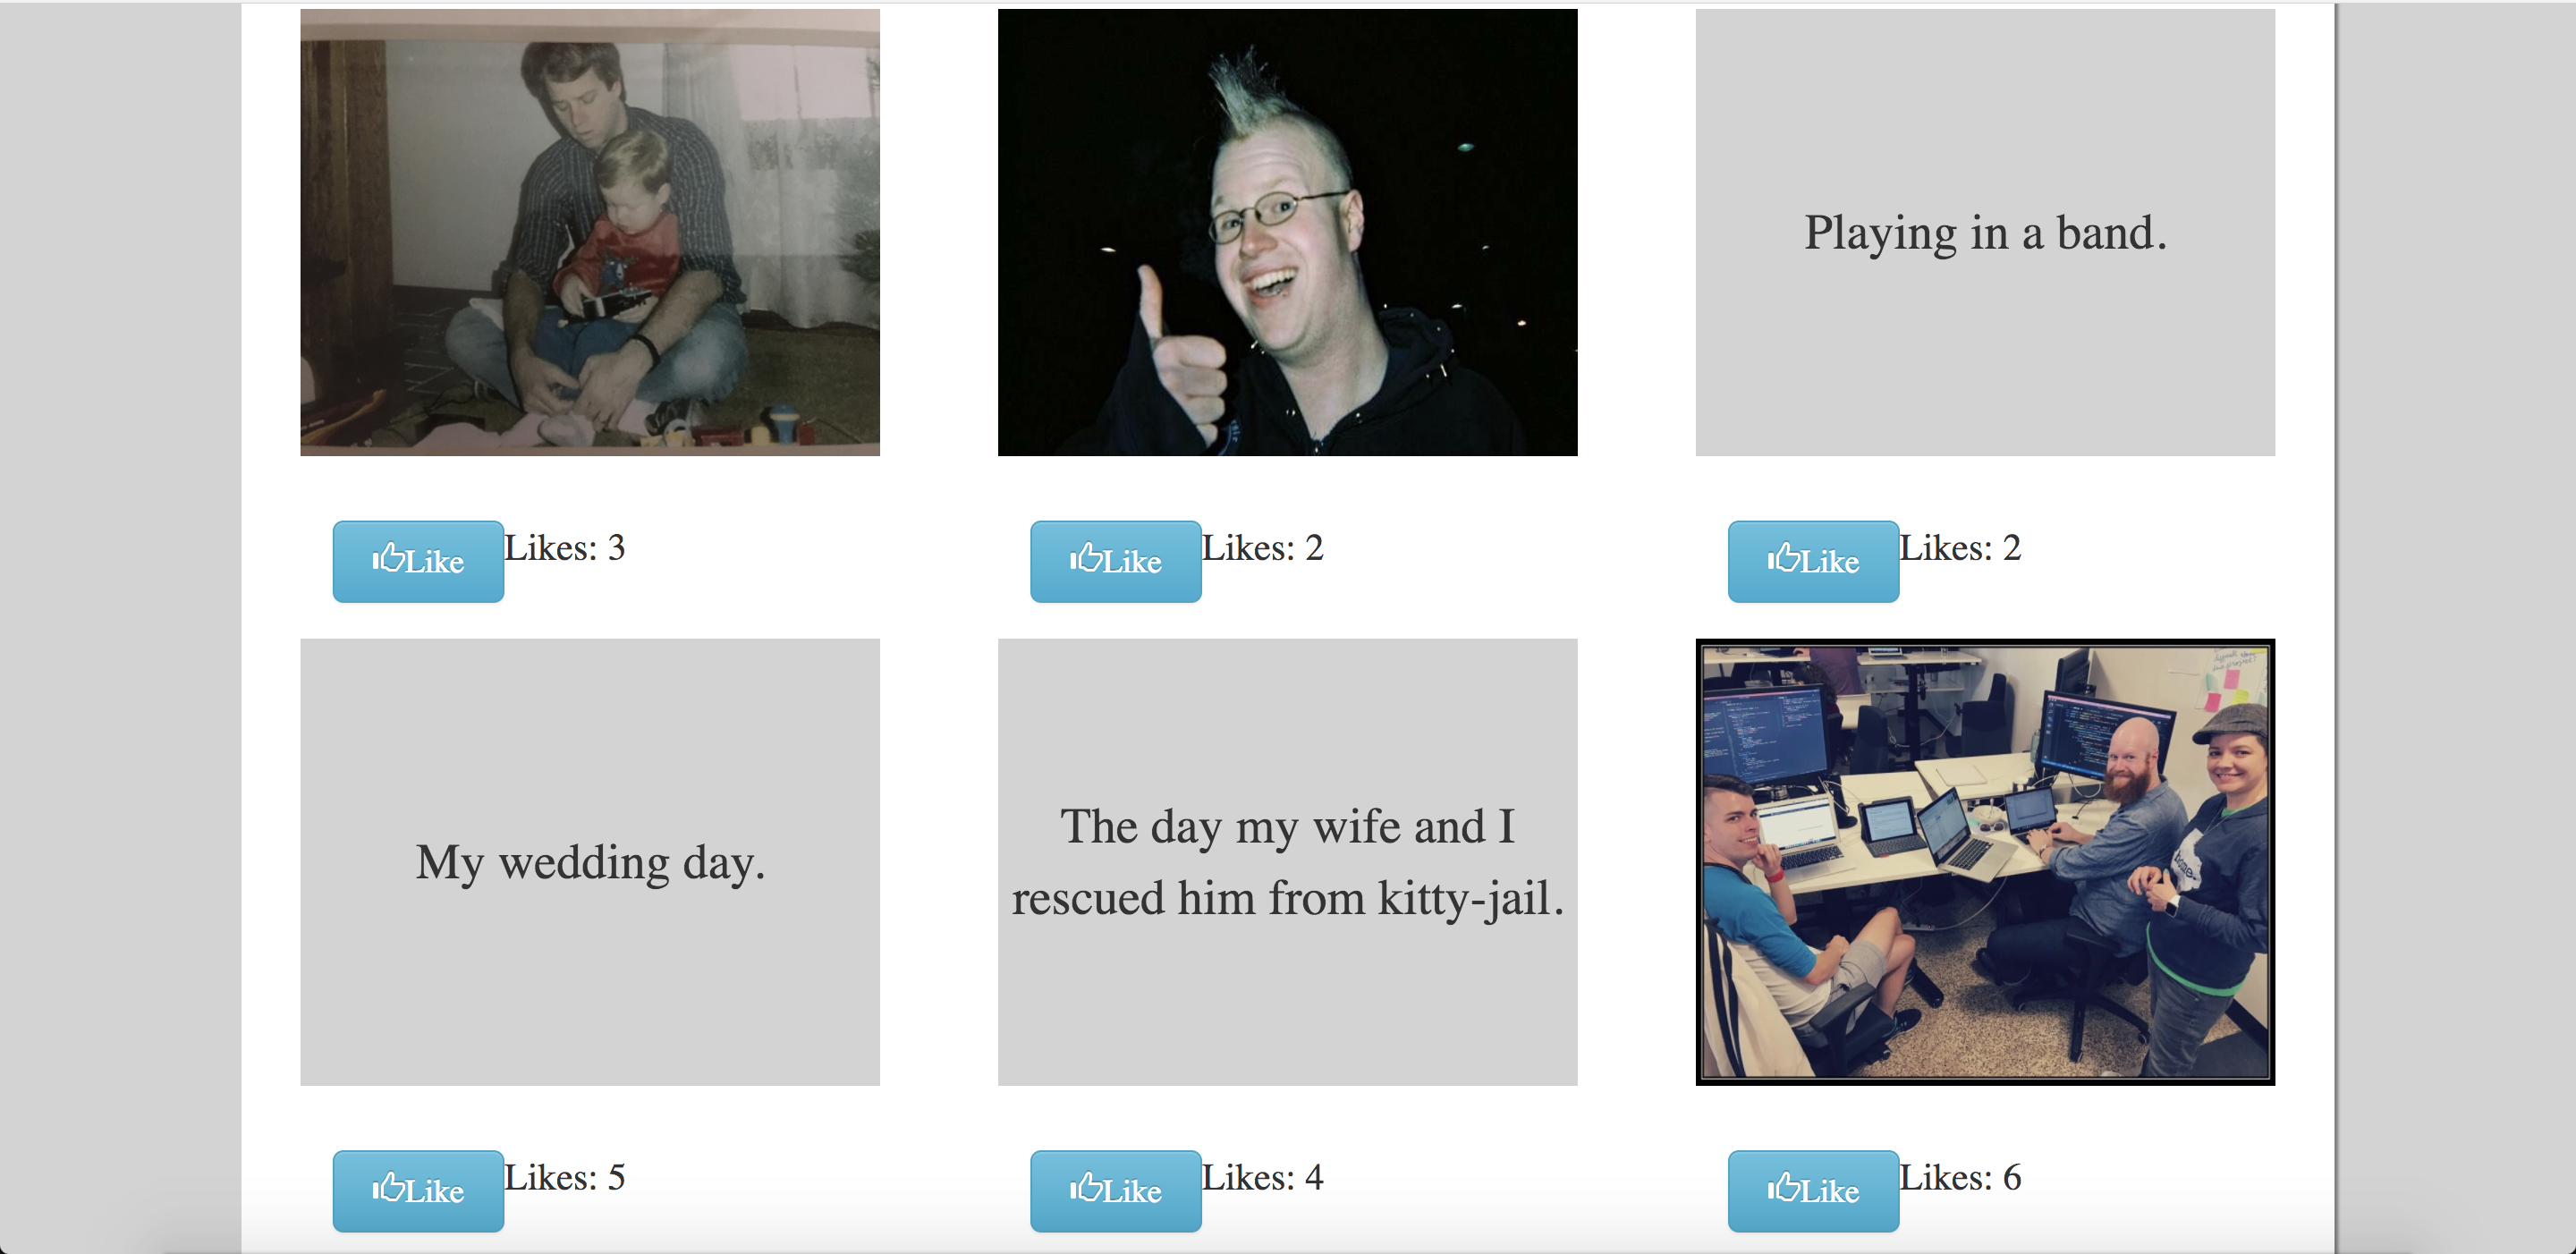 Playing in a band.
Like Likes: 3
Like Likes: 2
Like Likes: 2
My wedding day.
The day my wife and I
rescued him from kitty-jail.
Like Likes: 5
Like Likes: 4
Like Likes: 6